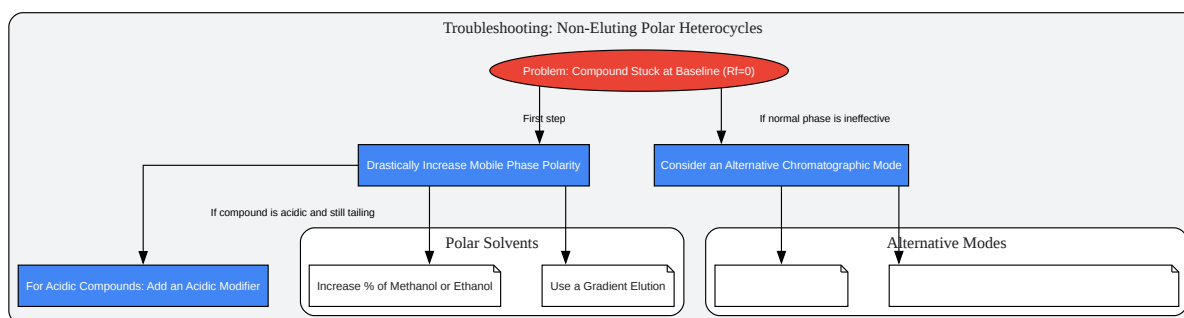 Troubleshooting: Non-Eluting Polar Heterocycles
Problem: Compound Stuck at Baseline (Rf=0)
First step
If normal phase is ineffective
Drastically Increase Mobile Phase Polarity
Consider an Alternative Chromatographic Mode
If compound is acidic and still tailing
Polar Solvents
Alternative Modes
For Acidic Compounds: Add an Acidic Modifier
Increase % of Methanol or Ethanol
Use a Gradient Elution